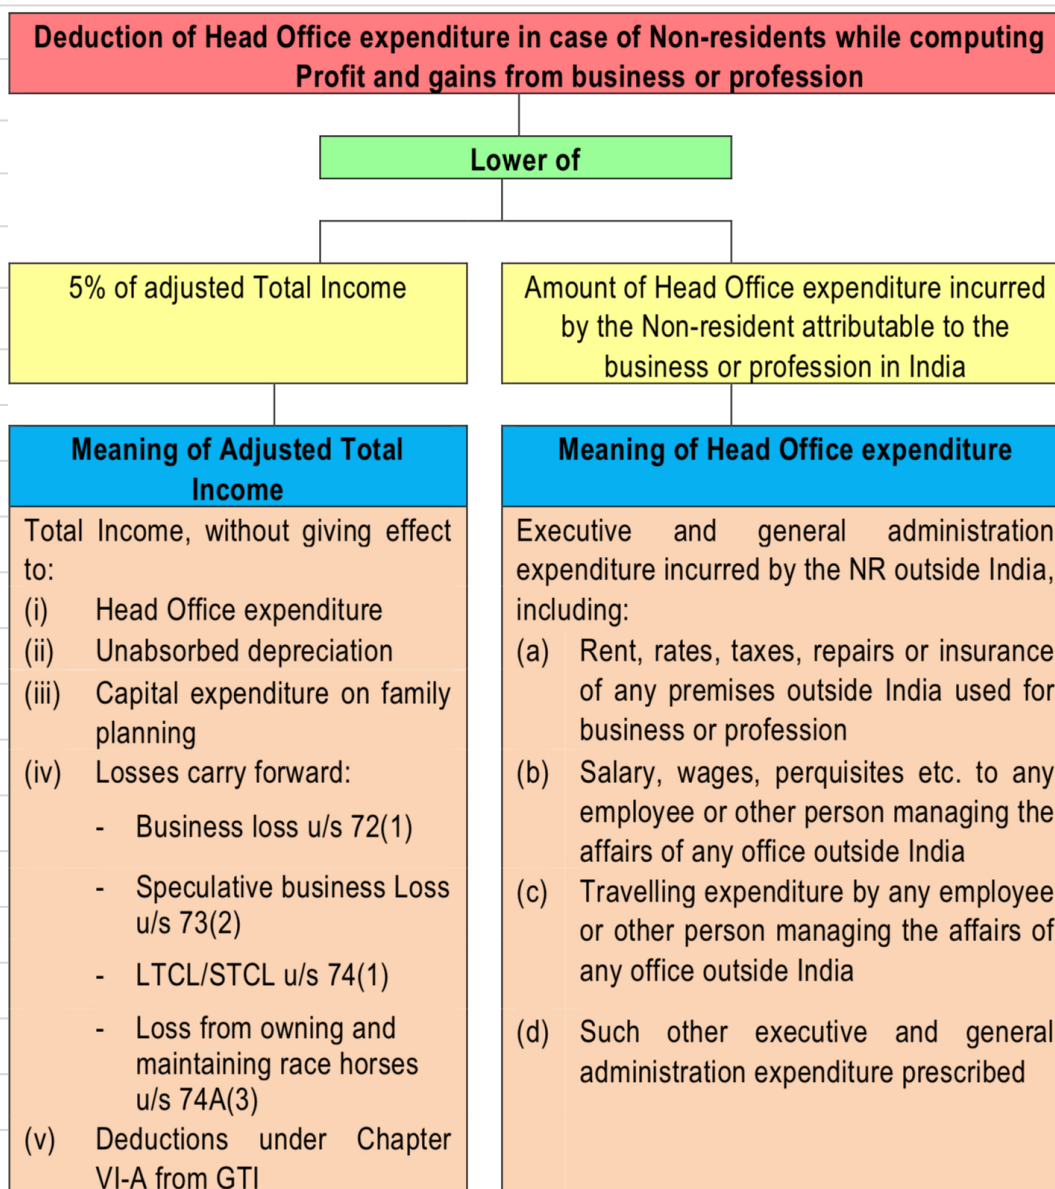 Deduction of Head Office expenditure in case of Non-residents while computing
Profit and gains from business or profession
Lower of
5% of adjusted Total Income
Amount of Head Office expenditure incurred
by the Non-resident attributable to the
business or profession in India
Meaning of Adjusted Total
Income
Total Income, without giving effect
to:
(i) Head Office expenditure
(ii) Unabsorbed depreciation
(iii) Capital expenditure on family
planning
(iv) Losses carry forward:
- Business loss u/s 72(1)
- Speculative business Loss
u/s 73(2)
- LTCL/STCL u/s 74(1)
- Loss from owning and
maintaining race horses
u/s 74A(3)
(v) Deductions under Chapter
VI-A from GTI
Meaning of Head Office expenditure
Executive and general administration
expenditure incurred by the NR outside India,
including:
(a) Rent, rates, taxes, repairs or insurance
of any premises outside India used for
business or profession
(b) Salary, wages, perquisites etc. to any
employee or other person managing the
affairs of any office outside India
(c) Travelling expenditure by any employee
or other person managing the affairs of
any office outside India
(d) Such other executive and general
administration expenditure prescribed